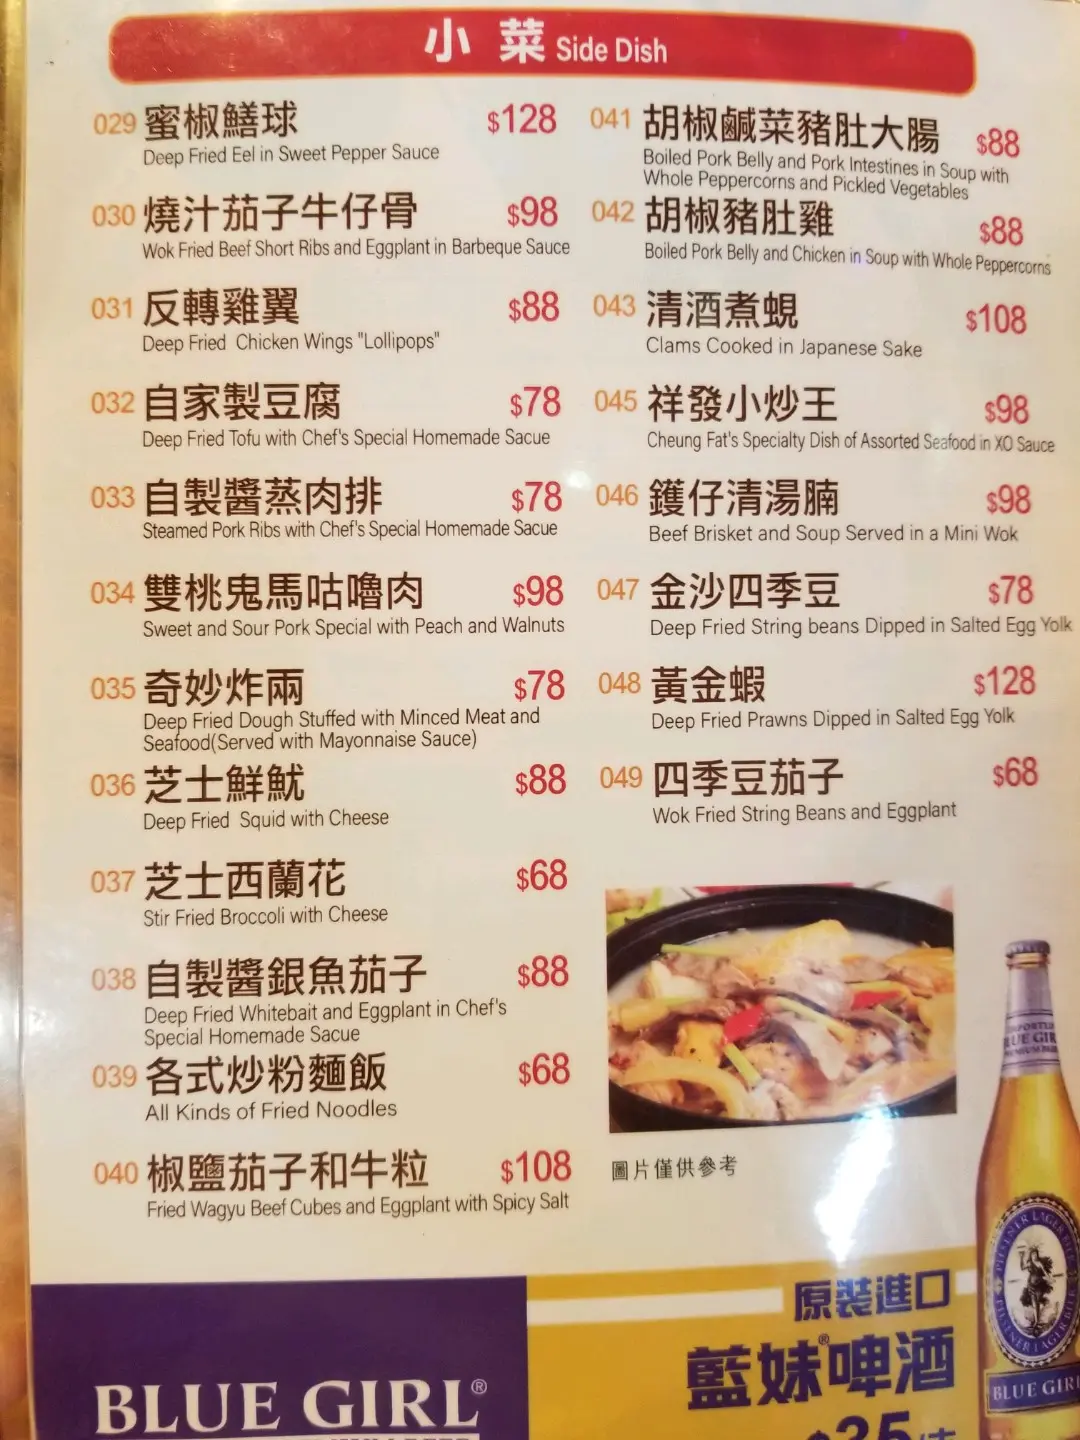 小菜 Side Dish
029 蜜椒鱔球 $128
Deep Fried Eel in Sweet Pepper Sauce
030 燒汁茄子牛仔骨 $98
Wok Fried Beef Short Ribs and Eggplant in Barbeque Sauce
031 反轉雞翼 $88
Deep Fried Chicken Wings "Lollipops"
032 自家製豆腐 $78
Deep Fried Tofu with Chef's Special Homemade Sacue
033 自製醬蒸肉排 $78
Steamed Pork Ribs with Chef's Special Homemade Sacue
034 雙桃鬼馬咕嚕肉 $98
Sweet and Sour Pork Special with Peach and Walnuts
035 奇妙炸兩 $78
Deep Fried Dough Stuffed with Minced Meat and
Seafood(Served with Mayonnaise Sauce)
036 芝士鮮魷 $88
Deep Fried Squid with Cheese
037 芝士西蘭花 $68
Stir Fried Broccoli with Cheese
038 自製醬銀魚茄子 $88
Deep Fried Whitebait and Eggplant in Chef's
Special Homemade Sacue
039 各式炒粉麵飯 $68
All Kinds of Fried Noodles
040 椒鹽茄子和牛粒 $108
Fried Wagyu Beef Cubes and Eggplant with Spicy Salt
041 胡椒鹹菜豬肚大腸 $88
Boiled Pork Belly and Pork Intestines in Soup with
Whole Peppercorns and Pickled Vegetables
042 胡椒豬肚雞 $88
Boiled Pork Belly and Chicken in Soup with Whole Peppercorns
043 清酒煮蜆 $108
Clams Cooked in Japanese Sake
045 祥發小炒王 $98
Cheung Fat's Specialty Dish of Assorted Seafood in XO Sauce
046 鑊仔清湯腩 $98
Beef Brisket and Soup Served in a Mini Wok
047 金沙四季豆 $78
Deep Fried String beans Dipped in Salted Egg Yolk
048 黃金蝦 $128
Deep Fried Prawns Dipped in Salted Egg Yolk
049 四季豆茄子 $68
Wok Fried String Beans and Eggplant
圖片僅供參考
BLUE GIRL®
原裝進口
藍妹®啤酒
$35/支
IMPORTED
BLUE GIRL
PREMIUM BEER
PILSENER LAGER BIER
PILSENER LAGER BIER
BLUE GIRL